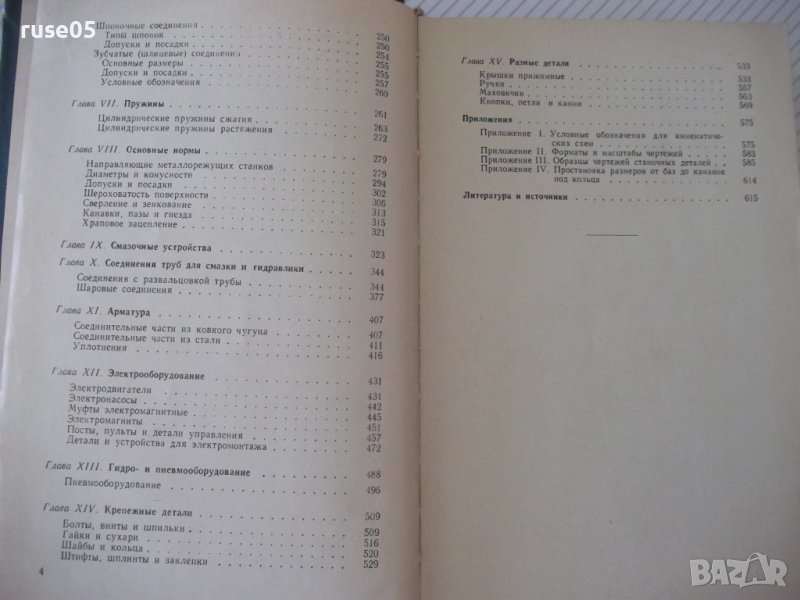 ruse05
Шпоночные соединения
Типы шпонок . . . 250
Допуски и посадки . . . 250
Зубчатые (шлицевые) соединения . . . 254
Основные размеры . . . 255
Допуски и посадки . . . 255
Условные обозначения . . . 257
260
Глава VII. Пружины . . . 261
Цилиндрические пружины сжатия . . . 263
Цилиндрические пружины растяжения . . . 272
Глава VIII. Основные нормы . . . 279
Направляющие металлорежущих станков . . . 279
Диаметры и конусности . . . 294
Допуски и посадки . . . 302
Шероховатость поверхности . . . 306
Сверление и зенкование . . . 313
Канавки, пазы и гнезда . . . 315
Храповое зацепление . . . 321
Глава IX. Смазочные устройства . . . 323
Глава X. Соединения труб для смазки и гидравлики . . . 344
Соединения с развальцовкой трубы . . . 344
Шаровые соединения . . . 377
Глава XI. Арматура . . . 407
Соединительные части из ковкого чугуна . . . 407
Соединительные части из стали . . . 411
Уплотнения . . . 416
Глава XII. Электрооборудование . . . 431
Электродвигатели . . . 431
Электронасосы . . . 442
Муфты электромагнитные . . . 445
Электромагниты . . . 451
Посты, пульты и детали управления . . . 457
Детали и устройства для электромонтажа . . . 472
Глава XIII. Гидро- и пневмооборудование . . . 488
Пневмооборудование . . . 496
Глава XIV. Крепежные детали . . . 509
Болты, винты и шпильки . . . 509
Гайки и сухари . . . 516
Шайбы и кольца . . . 520
Штифты, шплинты и заклепки . . . 529
4
Глава XV. Разные детали . . . 533
Крышки прижимные . . . 533
Ручки . . . 557
Маховички . . . 563
Кнопки, петли и камни . . . 569
Приложения . . . 575
Приложение I. Условные обозначения для кинематических
ских схем . . . 575
Приложение II. Форматы и масштабы чертежей . . . 583
Приложение III. Образцы чертежей станочных деталей . . . 585
Приложение IV. Простановка размеров от баз до канавок
под кольца . . . 614
Литература и источники . . . 615
BAZAR
bg